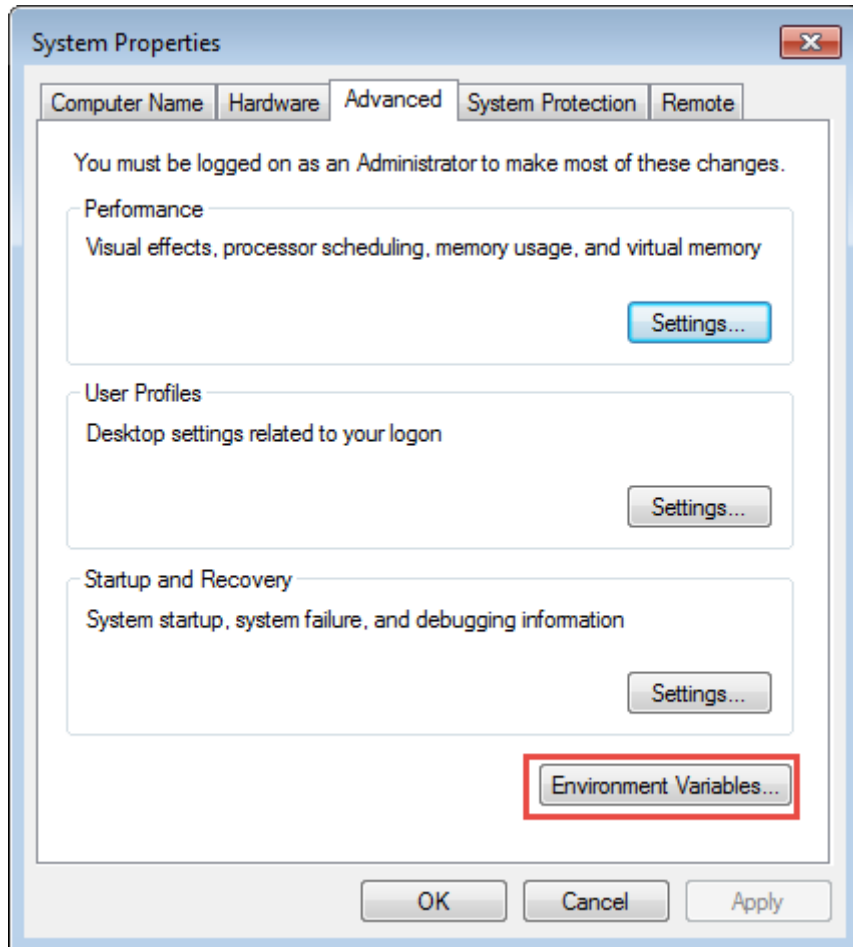 System Properties
Computer Name Hardware Advanced System Protection Remote
You must be logged on as an Administrator to make most of these changes.
Performance
Visual effects, processor scheduling, memory usage, and virtual memory
Settings...
User Profiles
Desktop settings related to your logon
Settings...
Startup and Recovery
System startup, system failure, and debugging information
Settings...
Environment Variables...
OK Cancel Apply